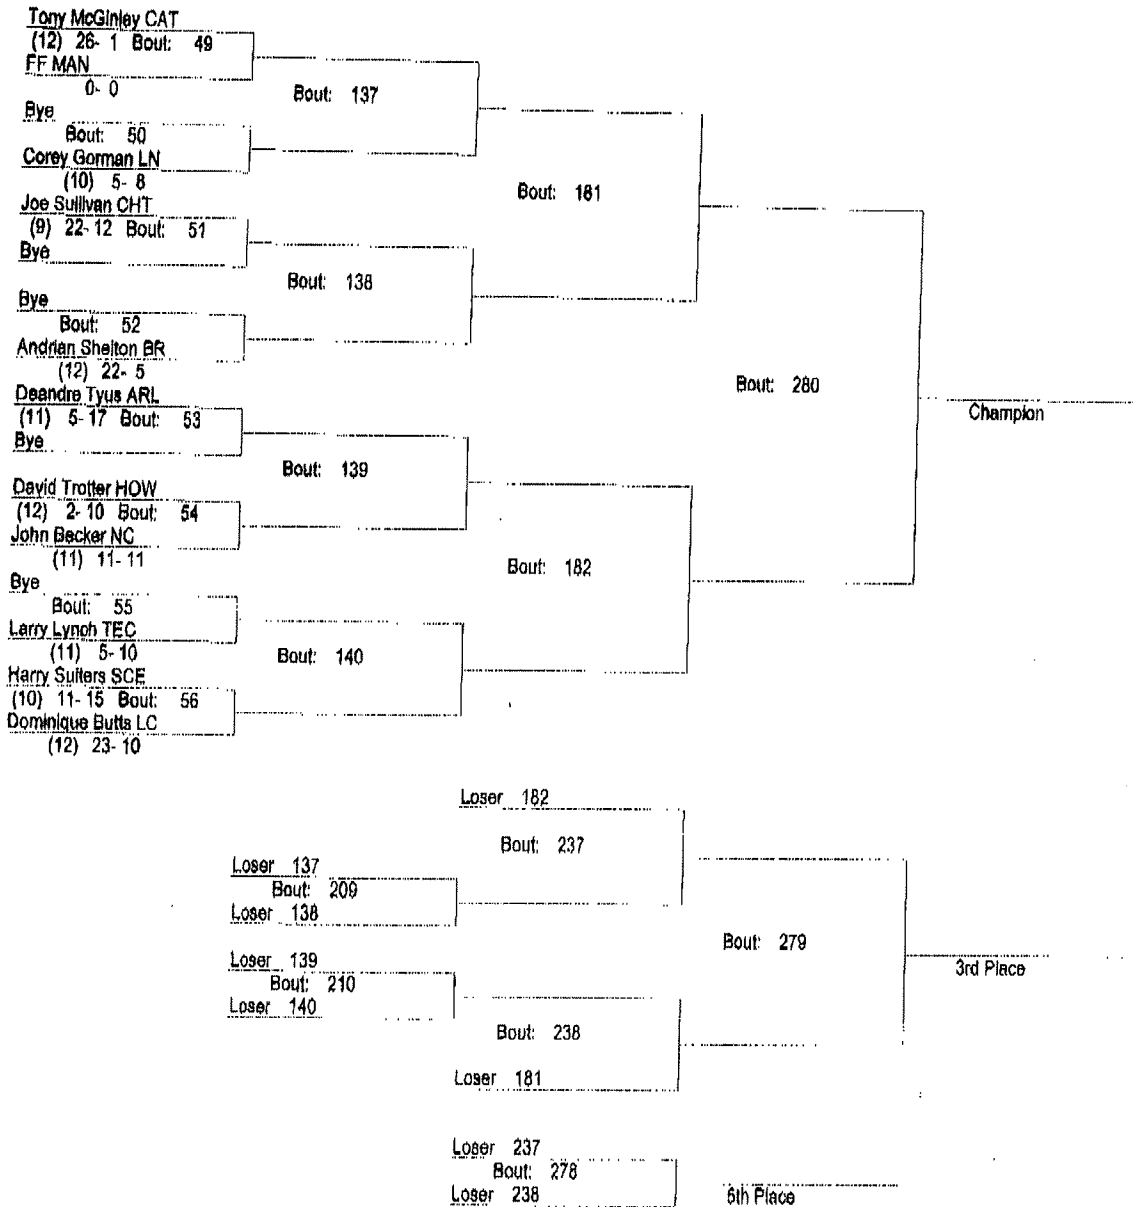 Tony McGinley CAT
(12) 26- 1 Bout: 49
FF MAN
0- 0
Bout: 137
Bye
Bout: 50
Corey Gorman LN
(10) 5- 8
Bout: 181
Joe Sullivan CHT
(9) 22- 12 Bout: 51
Bye
Bout: 138
Bye
Bout: 52
Andrian Shelton BR
(12) 22- 5
Bout: 280
Champion
Deandre Tyus ARL
(11) 5- 17 Bout: 53
Bye
Bout: 139
David Trotter HOW
(12) 2- 10 Bout: 54
John Becker NC
(11) 11- 11
Bout: 182
Bye
Bout: 55
Larry Lynch TEC
(11) 5- 10
Bout: 140
Harry Suiters SCE
(10) 11- 15 Bout: 56
Dominique Butts LC
(12) 23- 10
Loser 182
Bout: 237
Loser 137
Bout: 209
Loser 138
Bout: 279
Loser 139
Bout: 210
Loser 140
3rd Place
Bout: 238
Loser 181
Loser 237
Bout: 278
Loser 238
5th Place